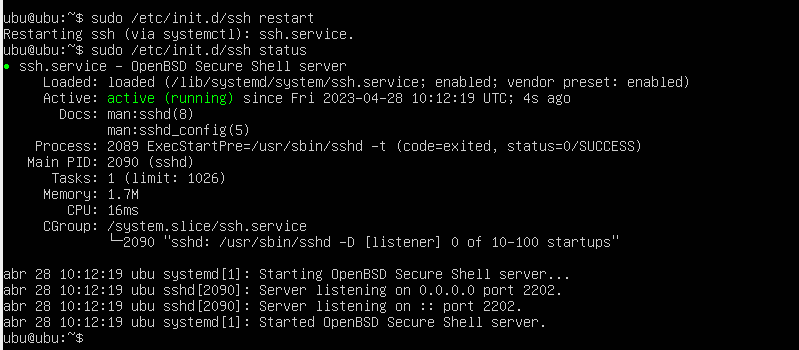 ubu@ubu:~$ sudo /etc/init.d/ssh restart
Restarting ssh (via systemctl): ssh.service.
ubu@ubu:~$ sudo /etc/init.d/ssh status
● ssh.service - OpenBSD Secure Shell server
     Loaded: loaded (/lib/systemd/system/ssh.service; enabled; vendor preset: enabled)
     Active: active (running) since Fri 2023-04-28 10:12:19 UTC; 4s ago
       Docs: man:sshd(8)
             man:sshd_config(5)
    Process: 2089 ExecStartPre=/usr/sbin/sshd -t (code=exited, status=0/SUCCESS)
   Main PID: 2090 (sshd)
      Tasks: 1 (limit: 1026)
     Memory: 1.7M
        CPU: 16ms
     CGroup: /system.slice/ssh.service
             └─2090 "sshd: /usr/sbin/sshd -D [listener] 0 of 10-100 startups"

abr 28 10:12:19 ubu systemd[1]: Starting OpenBSD Secure Shell server...
abr 28 10:12:19 ubu sshd[2090]: Server listening on 0.0.0.0 port 2202.
abr 28 10:12:19 ubu sshd[2090]: Server listening on :: port 2202.
abr 28 10:12:19 ubu systemd[1]: Started OpenBSD Secure Shell server.
ubu@ubu:~$